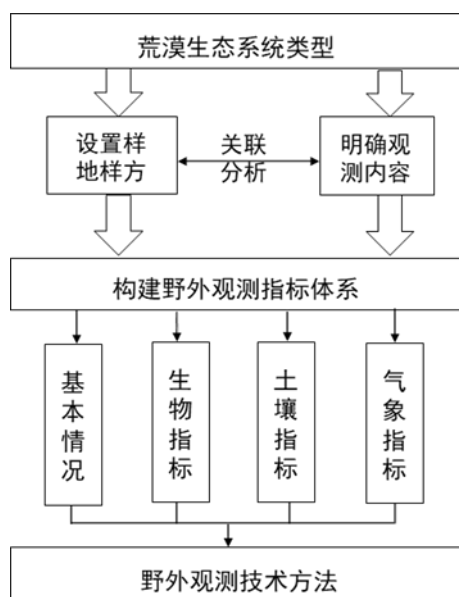 荒漠生态系统类型
设置样
地样方
关联
分析
明确观
测内容
构建野外观测指标体系
基本情况
生物指标
土壤指标
气象指标
野外观测技术方法